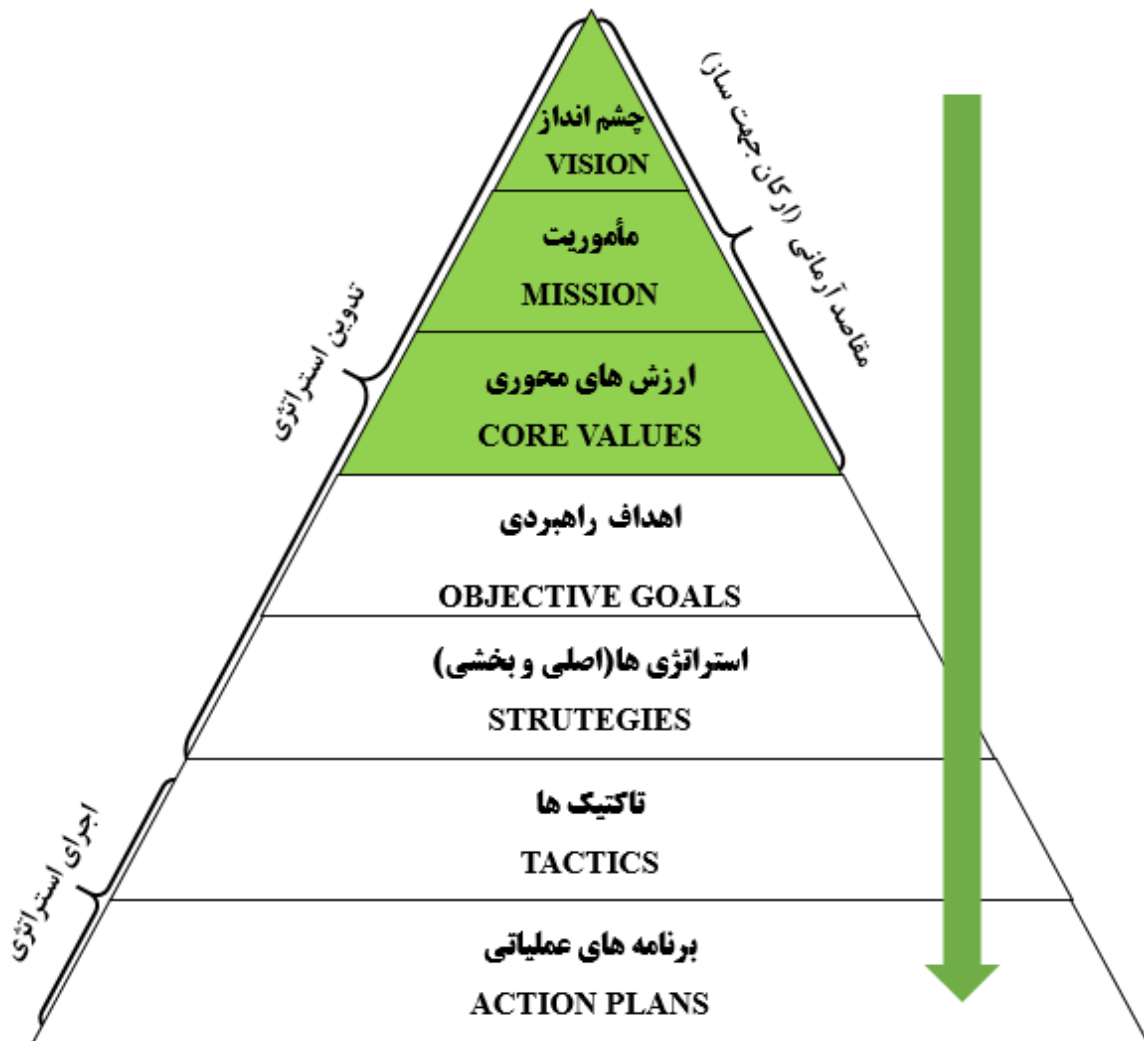 چشم انداز
VISION
مأموریت
MISSION
ارزش های محوری
CORE VALUES
اهداف راهبردی
OBJECTIVE GOALS
استراتژی ها(اصلی و بخشی)
STRUTEGIES
تاکتیک ها
TACTICS
برنامه های عملیاتی
ACTION PLANS
مقاصد آرمانی (ارکان جهت ساز)
تدوین استراتژی
اجرای استراتژی